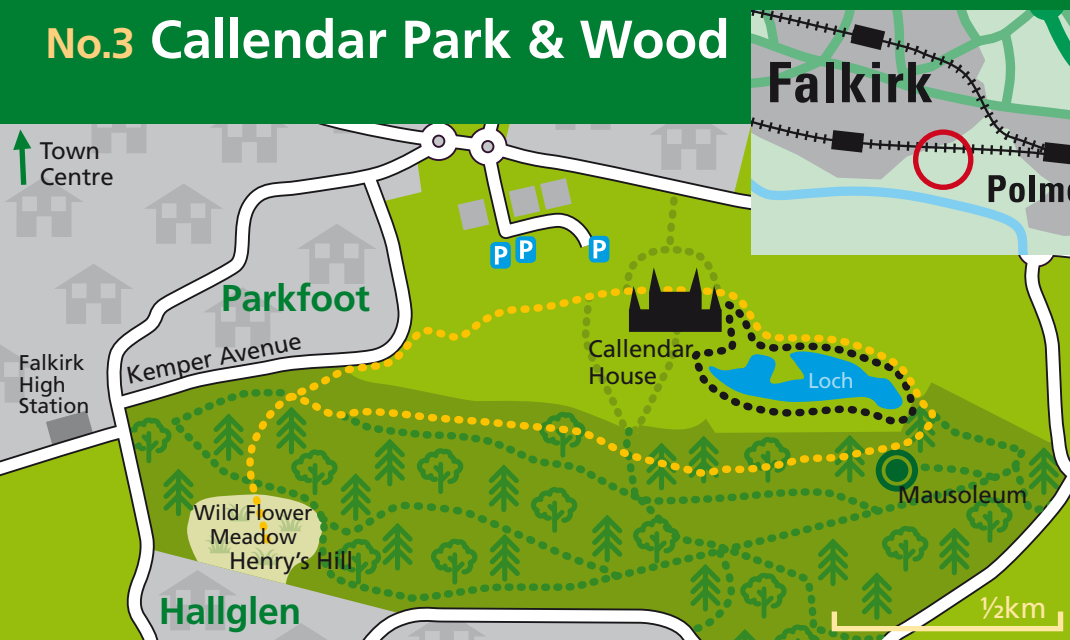 No.3 Callendar Park & Wood
Falkirk
Polm
Town
Centre
P P P
Parkfoot
Kemper Avenue
Falkirk
High
Station
Callendar
House
Loch
Mausoleum
Wild Flower
Meadow
Henry's Hill
Hallglen
½km